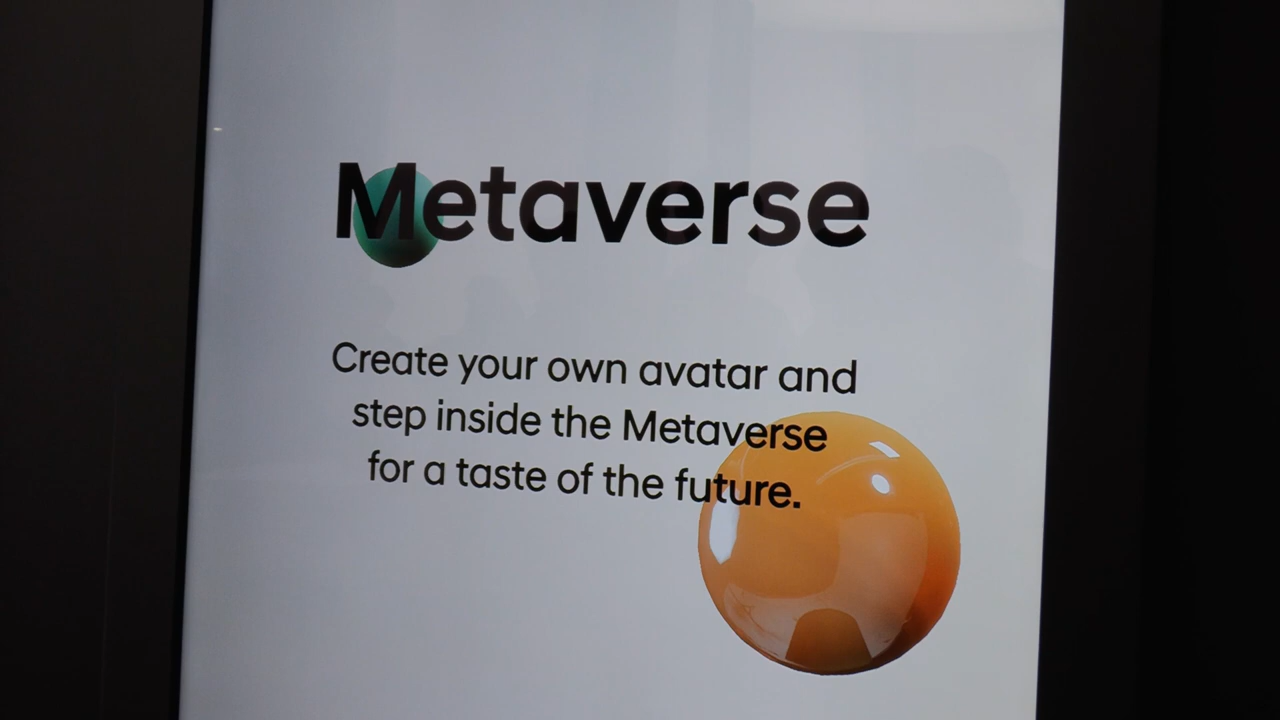 Metaverse
Create your own avatar and
step inside the Metaverse
for a taste of the future.